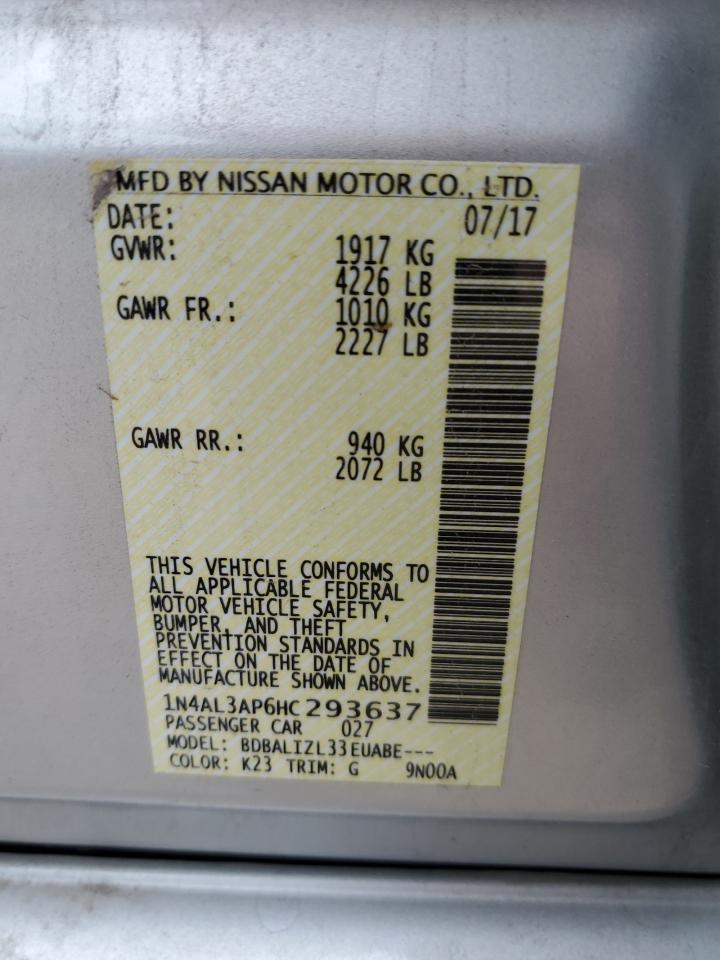 MFD BY NISSAN MOTOR CO., LTD.
DATE: 07/17
GVWR: 1917 KG
4226 LB
GAWR FR.: 1010 KG
2227 LB
GAWR RR.: 940 KG
2072 LB
THIS VEHICLE CONFORMS TO
ALL APPLICABLE FEDERAL
MOTOR VEHICLE SAFETY,
BUMPER, AND THEFT
PREVENTION STANDARDS IN
EFFECT ON THE DATE OF
MANUFACTURE SHOWN ABOVE.
1N4AL3AP6HC293637
PASSENGER CAR 027
MODEL: BDBALIZL33EUABE---
COLOR: K23 TRIM: G 9N00A